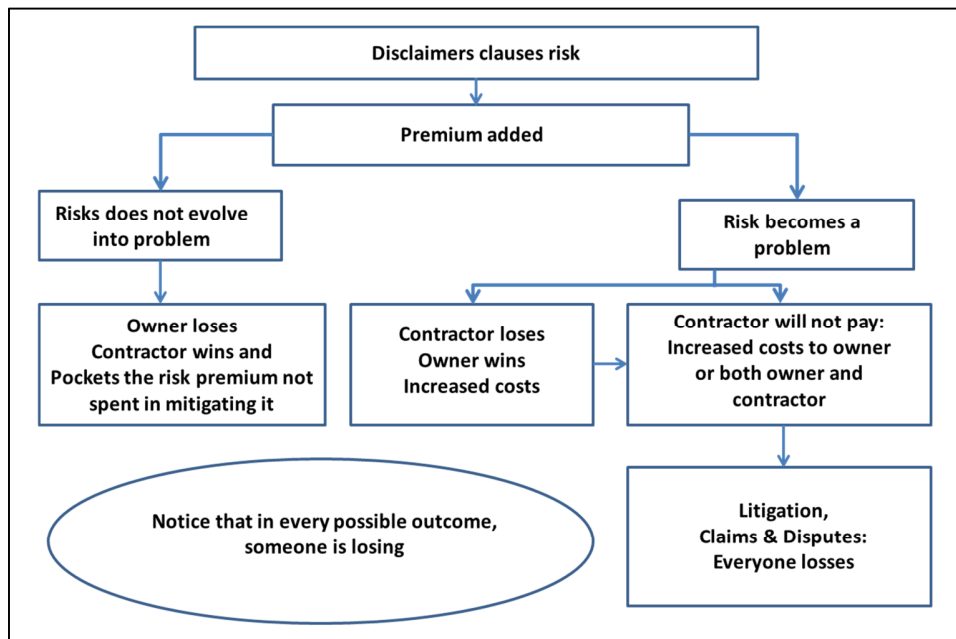 Disclaimers clauses risk
Premium added
Risks does not evolve
into problem
Risk becomes a
problem
Owner loses
Contractor wins and
Pockets the risk premium not
spent in mitigating it
Contractor loses
Owner wins
Increased costs
Contractor will not pay:
Increased costs to owner
or both owner and
contractor
Notice that in every possible outcome,
someone is losing
Litigation,
Claims & Disputes:
Everyone losses